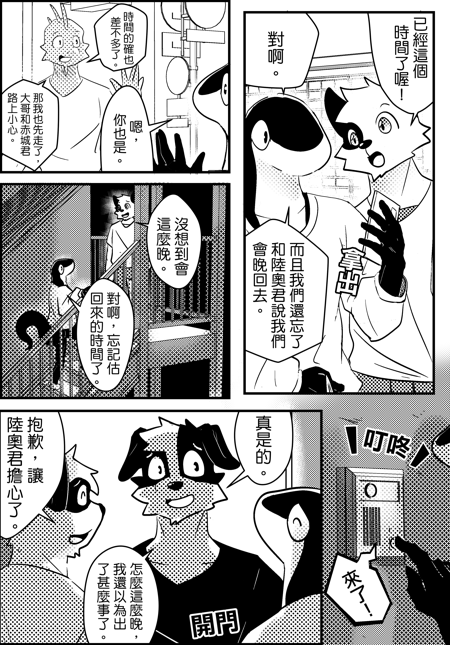 已經這個
時間了喔！
對啊。
拿出
而且我們還忘了
和陸奧君說我們
會晚回去。
時間的確也
差不多了。
那我也先走了，
大哥和赤城君
路上小心。
嗯，
你也是。
沒想到會
這麼晚。
對啊，忘記估
回來的時間了。
叮咚
來了！
真是的。
怎麼這麼晚，
我還以為出
了甚麼事了。
開門
抱歉，讓
陸奧君擔心了。